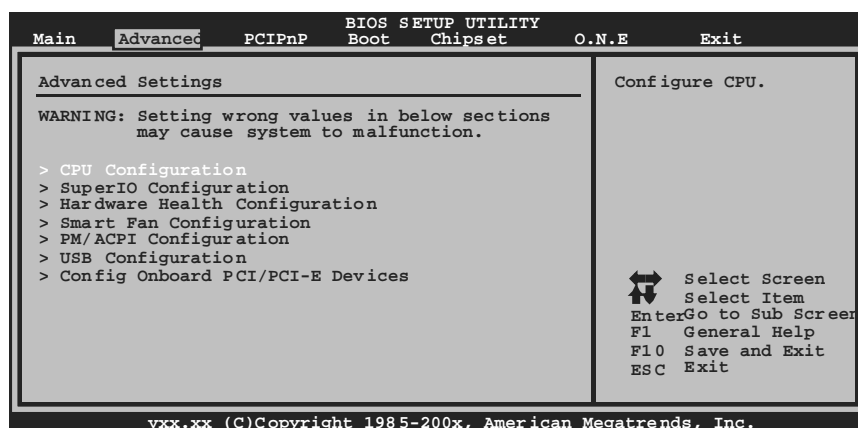 BIOS SETUP UTILITY
Main Advanced PCIPnP Boot Chipset O.N.E Exit
Advanced Settings
WARNING: Setting wrong values in below sections
may cause system to malfunction.
> CPU Configuration
> SuperIO Configuration
> Hardware Health Configuration
> Smart Fan Configuration
> PM/ACPI Configuration
> USB Configuration
> Config Onboard PCI/PCI-E Devices
Configure CPU.
Select Screen
Select Item
Enter Go to Sub Screen
F1 General Help
F10 Save and Exit
ESC Exit
vxx.xx (C)Copyright 1985-200x, American Megatrends, Inc.